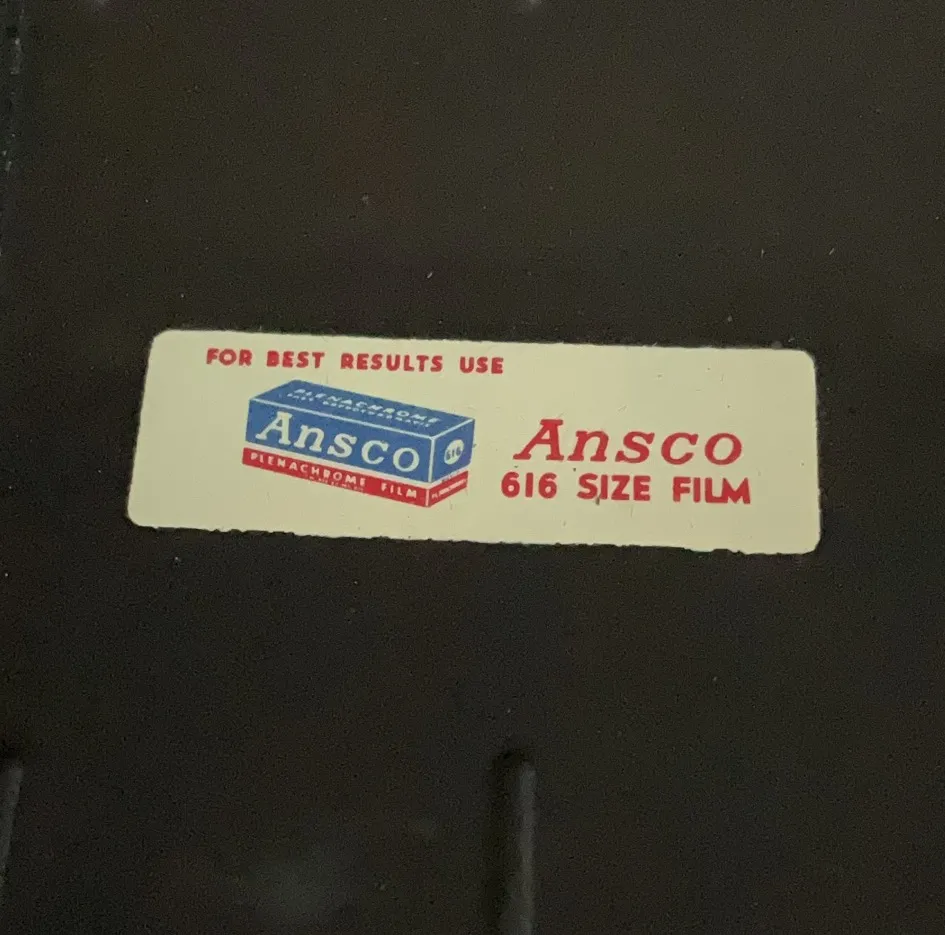 FOR BEST RESULTS USE
PLENACHROME
Ansco
616
PLENACHROME FILM
Ansco
616 SIZE FILM